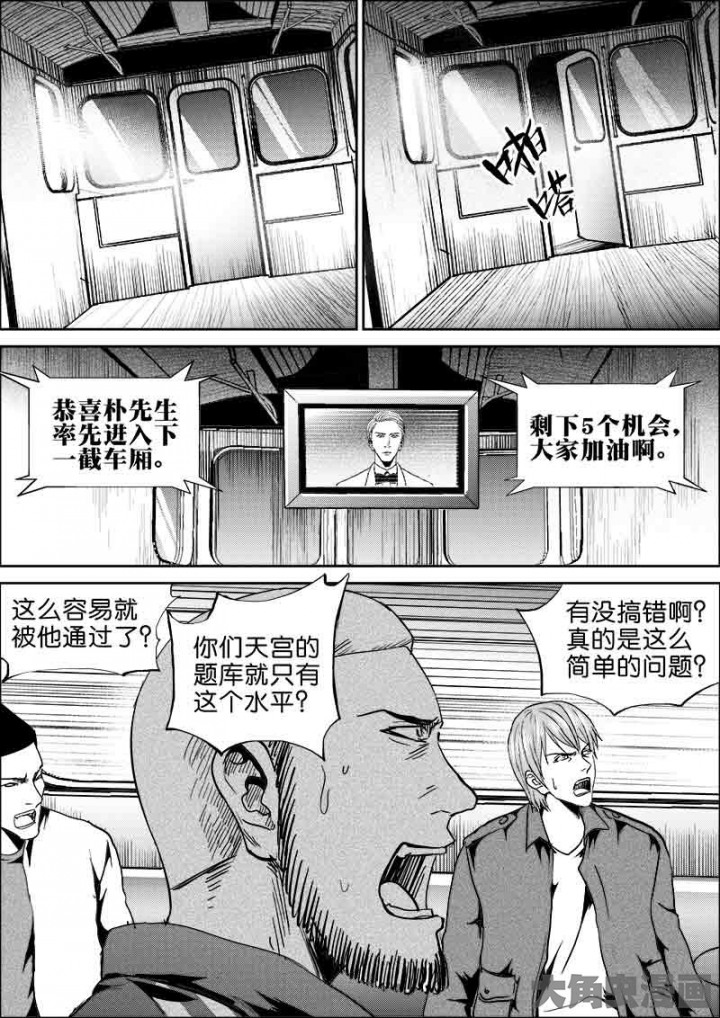 啪
嗒
恭喜朴先生
率先进入下
一截车厢。
剩下5个机会，
大家加油啊。
这么容易就
被他通过了？
你们天宫的
题库就只有
这个水平？
有没搞错啊？
真的是这么
简单的问题？
大角虫漫画